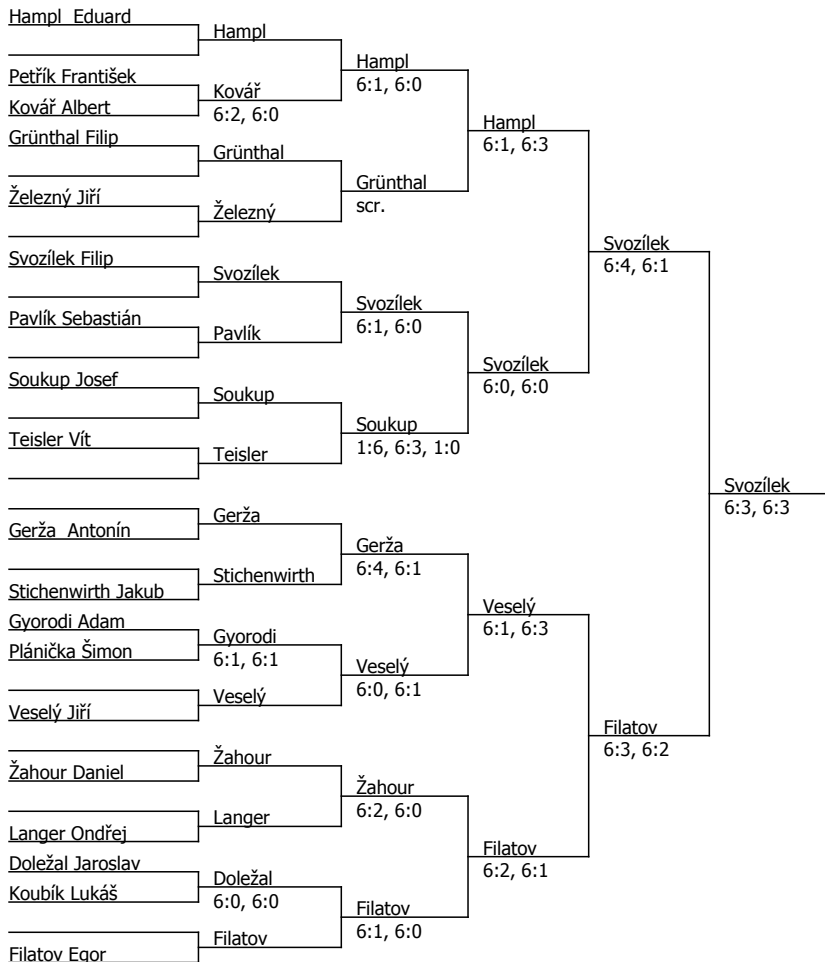 Hampl  Eduard
Hampl
Hampl
6:1, 6:0
Petřík František
Kovář
6:2, 6:0
Kovář Albert
Hampl
6:1, 6:3
Grünthal Filip
Grünthal
Grünthal
scr.
Železný Jiří
Železný
Svozílek
6:4, 6:1
Svozílek Filip
Svozílek
Svozílek
6:1, 6:0
Pavlík Sebastián
Pavlík
Svozílek
6:0, 6:0
Soukup Josef
Soukup
Soukup
1:6, 6:3, 1:0
Teisler Vít
Teisler
Svozílek
6:3, 6:3
Gerža
Gerža  Antonín
Gerža
6:4, 6:1
Stichenwirth
Stichenwirth Jakub
Veselý
6:1, 6:3
Gyorodi Adam
Gyorodi
6:1, 6:1
Plánička Šimon
Veselý
6:0, 6:1
Veselý
Veselý Jiří
Filatov
6:3, 6:2
Žahour
Žahour Daniel
Žahour
6:2, 6:0
Langer
Langer Ondřej
Filatov
6:2, 6:1
Doležal Jaroslav
Doležal
6:0, 6:0
Koubík Lukáš
Filatov
6:1, 6:0
Filatov
Filatov Egor